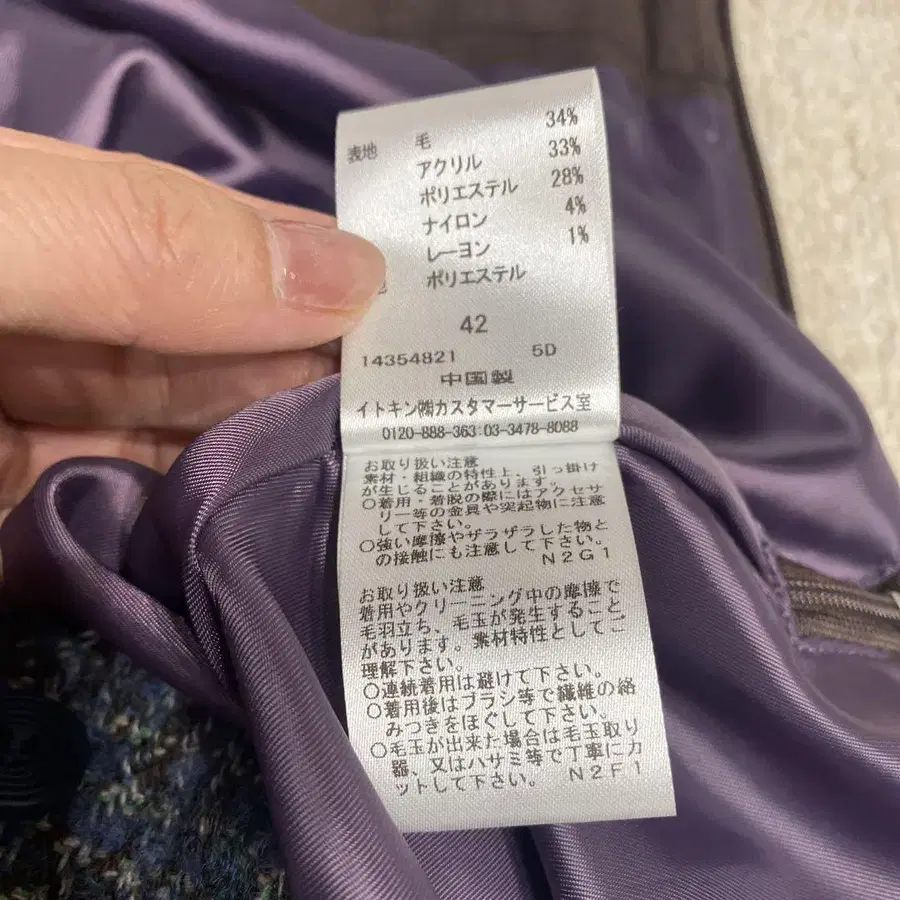 表地 毛 34%
アクリル 33%
ポリエステル 28%
ナイロン 4%
レーヨン 1%
ポリエステル
42
14354821 5D
中国製
イトキン㈱カスタマーサービス室
0120-888-363:03-3478-8088
お取り扱い注意
素材・組織の特性上、引っ掛け
が生じることがあります。
○着用・着脱の際にはアクセサ
リー等の金具や突起物に注意
して下さい。
○強い摩擦やザラザラした物と
の接触にも注意して下さい。
N2G1
お取り扱い注意
着用やクリーニング中の摩擦で
毛羽立ち、毛玉が発生すること
があります。素材特性としてご
理解下さい。
○連続着用は避けて下さい。
○着用後はブラシ等で繊維の絡
みつきをほぐして下さい。
○毛玉が出来た場合は毛玉取り
器、又はハサミ等で丁寧にカ
ットして下さい。 N2F1